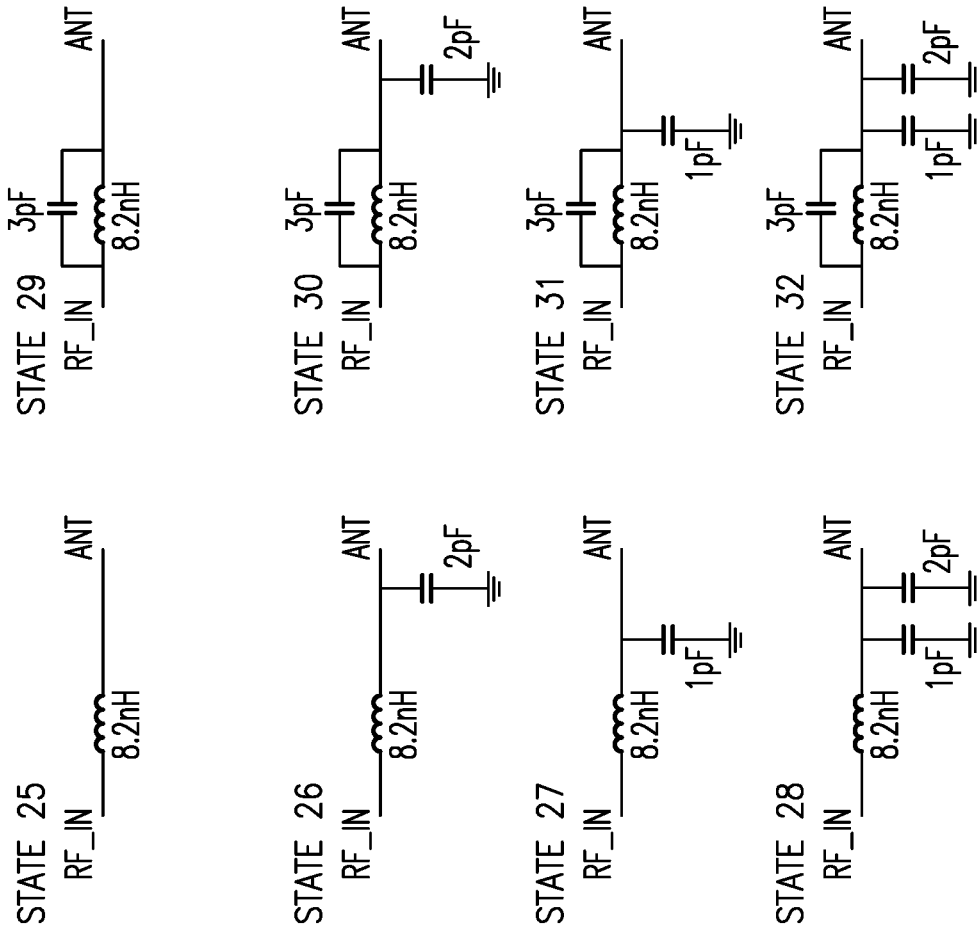 STATE 25
RF_IN
ANT
8.2nH
STATE 26
RF_IN
ANT
8.2nH
2pF
STATE 27
RF_IN
ANT
8.2nH
1pF
STATE 28
RF_IN
ANT
8.2nH
1pF
2pF
STATE 29
RF_IN
ANT
3pF
8.2nH
STATE 30
RF_IN
ANT
3pF
8.2nH
2pF
STATE 31
RF_IN
ANT
3pF
8.2nH
1pF
STATE 32
RF_IN
ANT
3pF
8.2nH
1pF
2pF